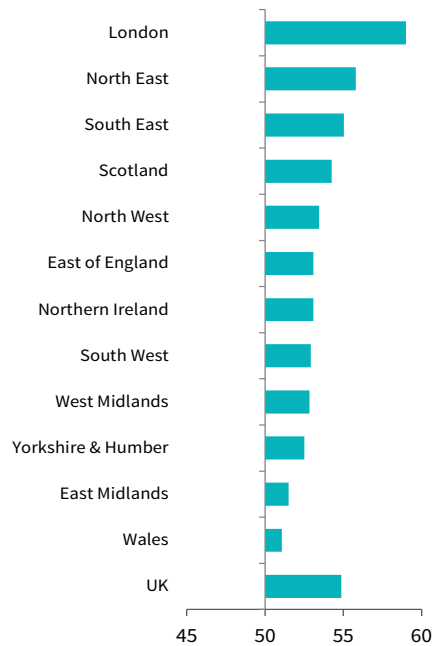 London
North East
South East
Scotland
North West
East of England
Northern Ireland
South West
West Midlands
Yorkshire & Humber
East Midlands
Wales
UK
45 50 55 60